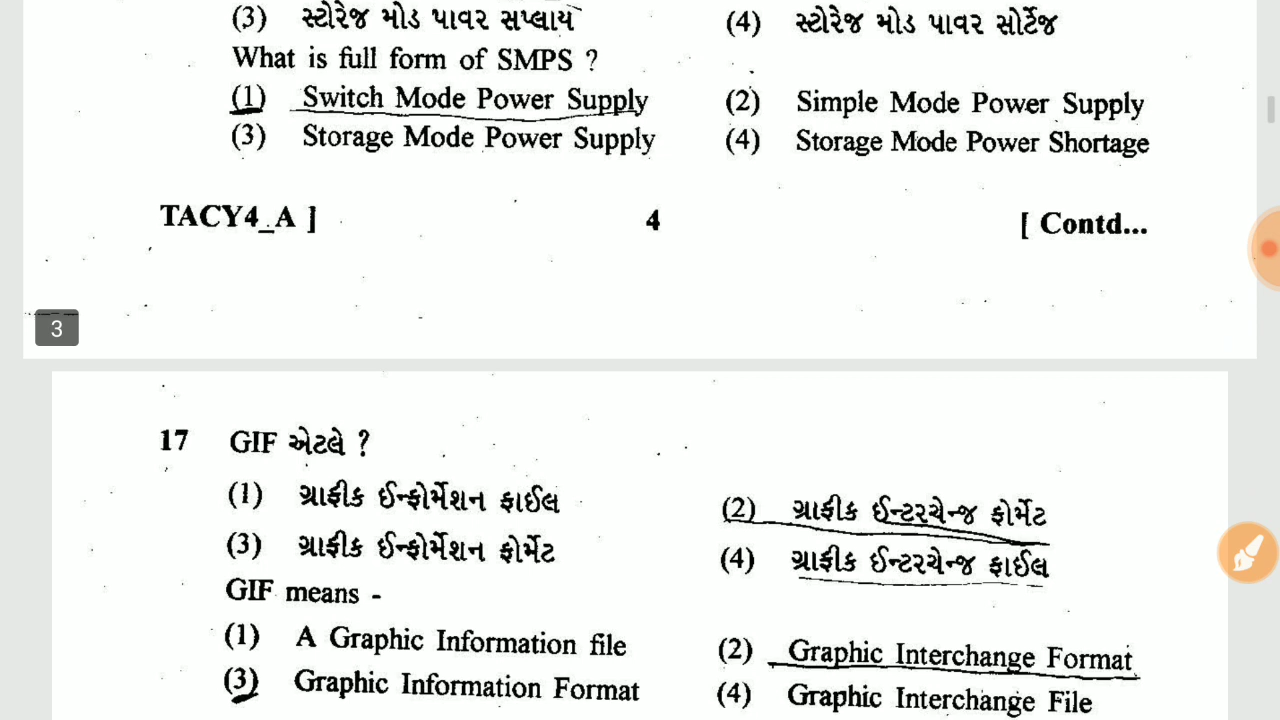 (3) સ્ટોરેજ મોડ પાવર સપ્લાય (4) સ્ટોરેજ મોડ પાવર સોર્ટેજ
What is full form of SMPS ?
(1) Switch Mode Power Supply (2) Simple Mode Power Supply
(3) Storage Mode Power Supply (4) Storage Mode Power Shortage
TACY4_A ] 4 [ Contd...
3
17 GIF એટલે ?
(1) ગ્રાફીક ઈન્ફોર્મેશન ફાઈલ (2) ગ્રાફીક ઈન્ટરચેન્જ ફોર્મેટ
(3) ગ્રાફીક ઈન્ફોર્મેશન ફોર્મેટ (4) ગ્રાફીક ઈન્ટરચેન્જ ફાઈલ
GIF means -
(1) A Graphic Information file (2) Graphic Interchange Format
(3) Graphic Information Format (4) Graphic Interchange File